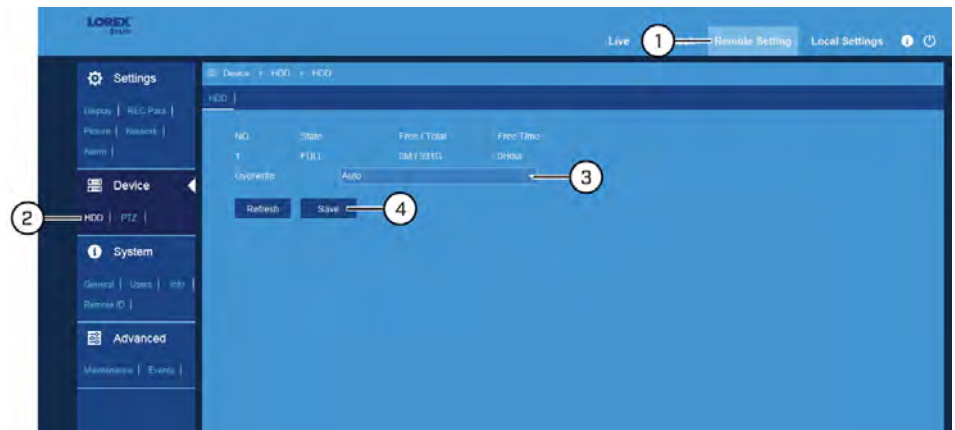 LOREX
Live Remote Setting Local Settings
1
Settings
Device > HDD > HDD
HDD
Display | REC Para |
Picture | Network |
Alarm |
NO. State Free / Total Free Time
1 FULL 0M / 931G 0Hour
Overwrite Auto
3
Device
Refresh Save
4
2
HDD | PTZ |
System
General | Users | Info |
Remote ID |
Advanced
Maintenance | Events |